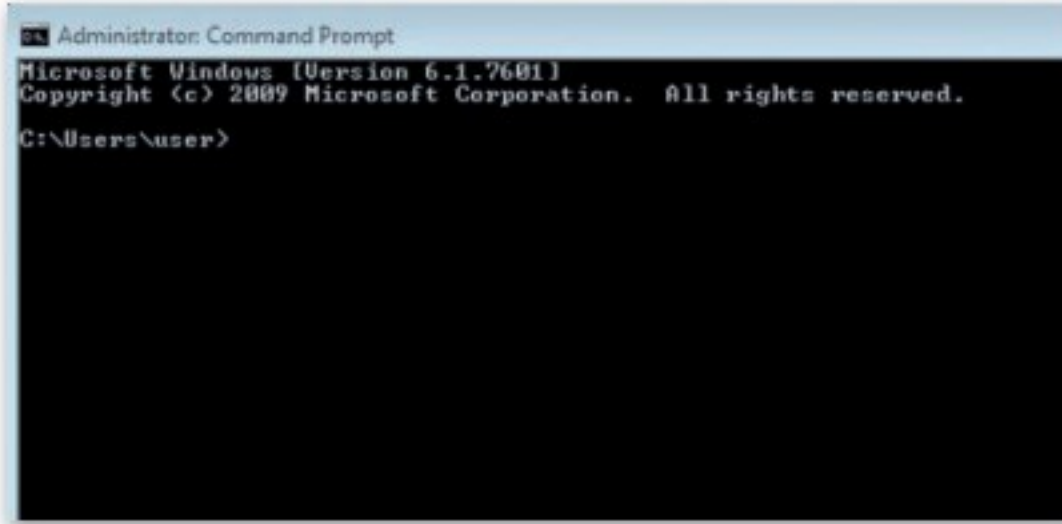 Administrator: Command Prompt
Microsoft Windows [Version 6.1.7601]
Copyright (c) 2009 Microsoft Corporation.  All rights reserved.
C:\Users\user>